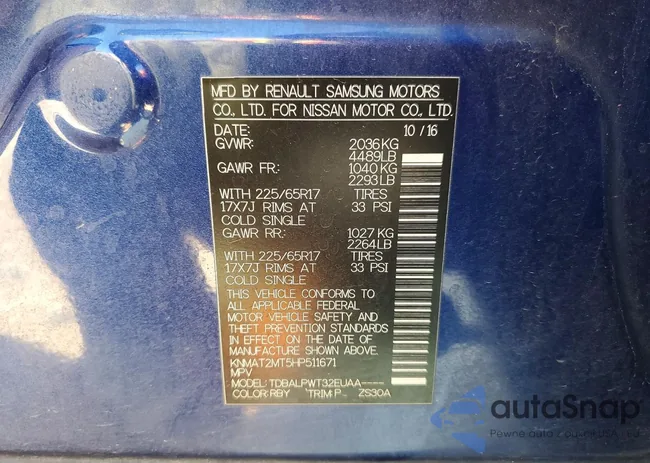 MFD BY RENAULT SAMSUNG MOTORS
CO., LTD. FOR NISSAN MOTOR CO., LTD.
DATE: 10/16
GVWR: 2036KG
4489LB
GAWR FR: 1040KG
2293LB
WITH 225/65R17 TIRES
17X7J RIMS AT 33 PSI
COLD SINGLE
GAWR RR: 1027KG
2264LB
WITH 225/65R17 TIRES
17X7J RIMS AT 33 PSI
COLD SINGLE
THIS VEHICLE CONFORMS TO
ALL APPLICABLE FEDERAL
MOTOR VEHICLE SAFETY AND
THEFT PREVENTION STANDARDS
IN EFFECT ON THE DATE OF
MANUFACTURE SHOWN ABOVE.
KNMAT2MT5HP511671
MPV
MODEL: TDBALPWT32EUAA----
COLOR: RBY TRIM: P ZS30A
autoSnap